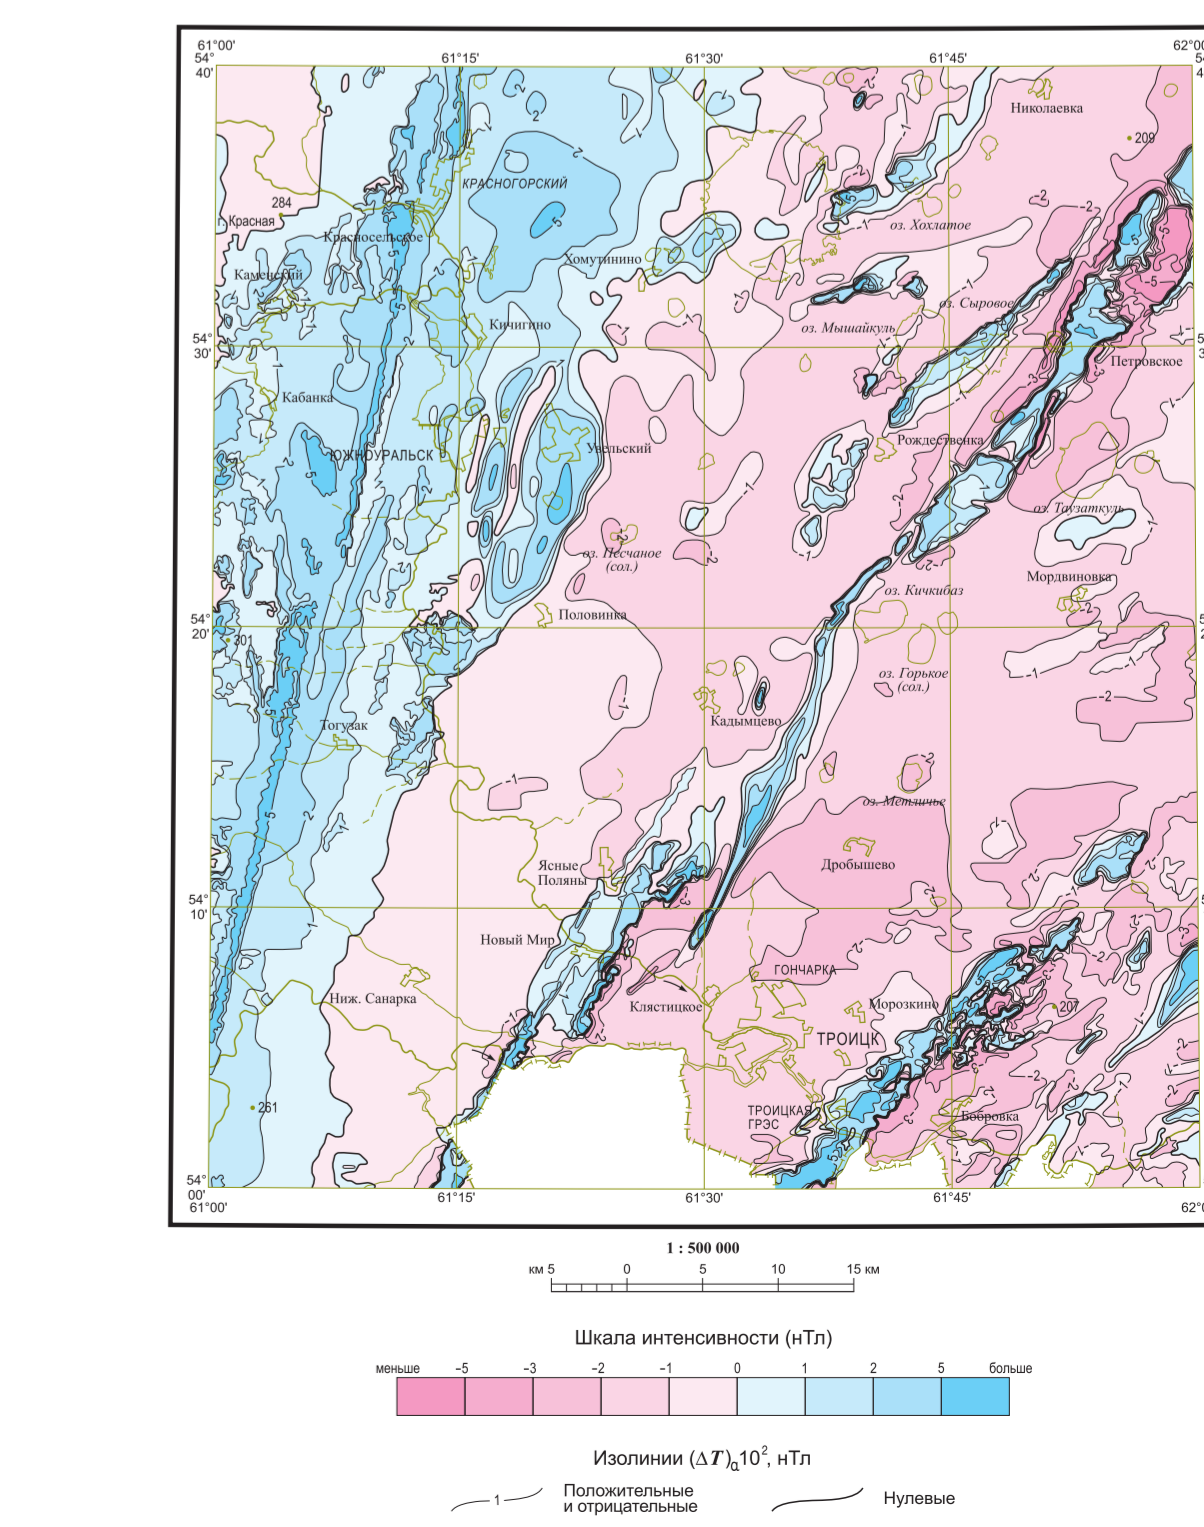 61°00'
61°15'
61°30'
61°45'
62°00
54°
40'
Николаевка
209
КРАСНОГОРСКИЙ
284
г. Красная
оз. Хохлатое
Красносельское
Хомутинино
Каменский
оз. Сыровое
Кичигино
оз. Мышайкуль
54°
30'
Петровское
Кабанка
Рождественка
Увельский
ЮЖНОУРАЛЬСК
оз. Таузаткуль
оз. Песчаное
(сол.)
Мордвиновка
оз. Кичкибаз
Половинка
54°
20'
301
оз. Горькое
(сол.)
Кадымцево
Тогузак
оз. Метличье
Дробышево
Ясные
Поляны
54°
10'
Новый Мир
ГОНЧАРКА
Ниж. Санарка
Клястицкое
Морозкино
207
ТРОИЦК
261
ТРОИЦКАЯ
ГРЭС
Бобровка
54°
00'
61°00'
61°15'
61°30'
61°45'
1 : 500 000
км 5 0 5 10 15 км
Шкала интенсивности (нТл)
меньше −5 −3 −2 −1 0 1 2 5 больше
Изолинии (ΔT)α10², нТл
1
Положительные
и отрицательные
Нулевые